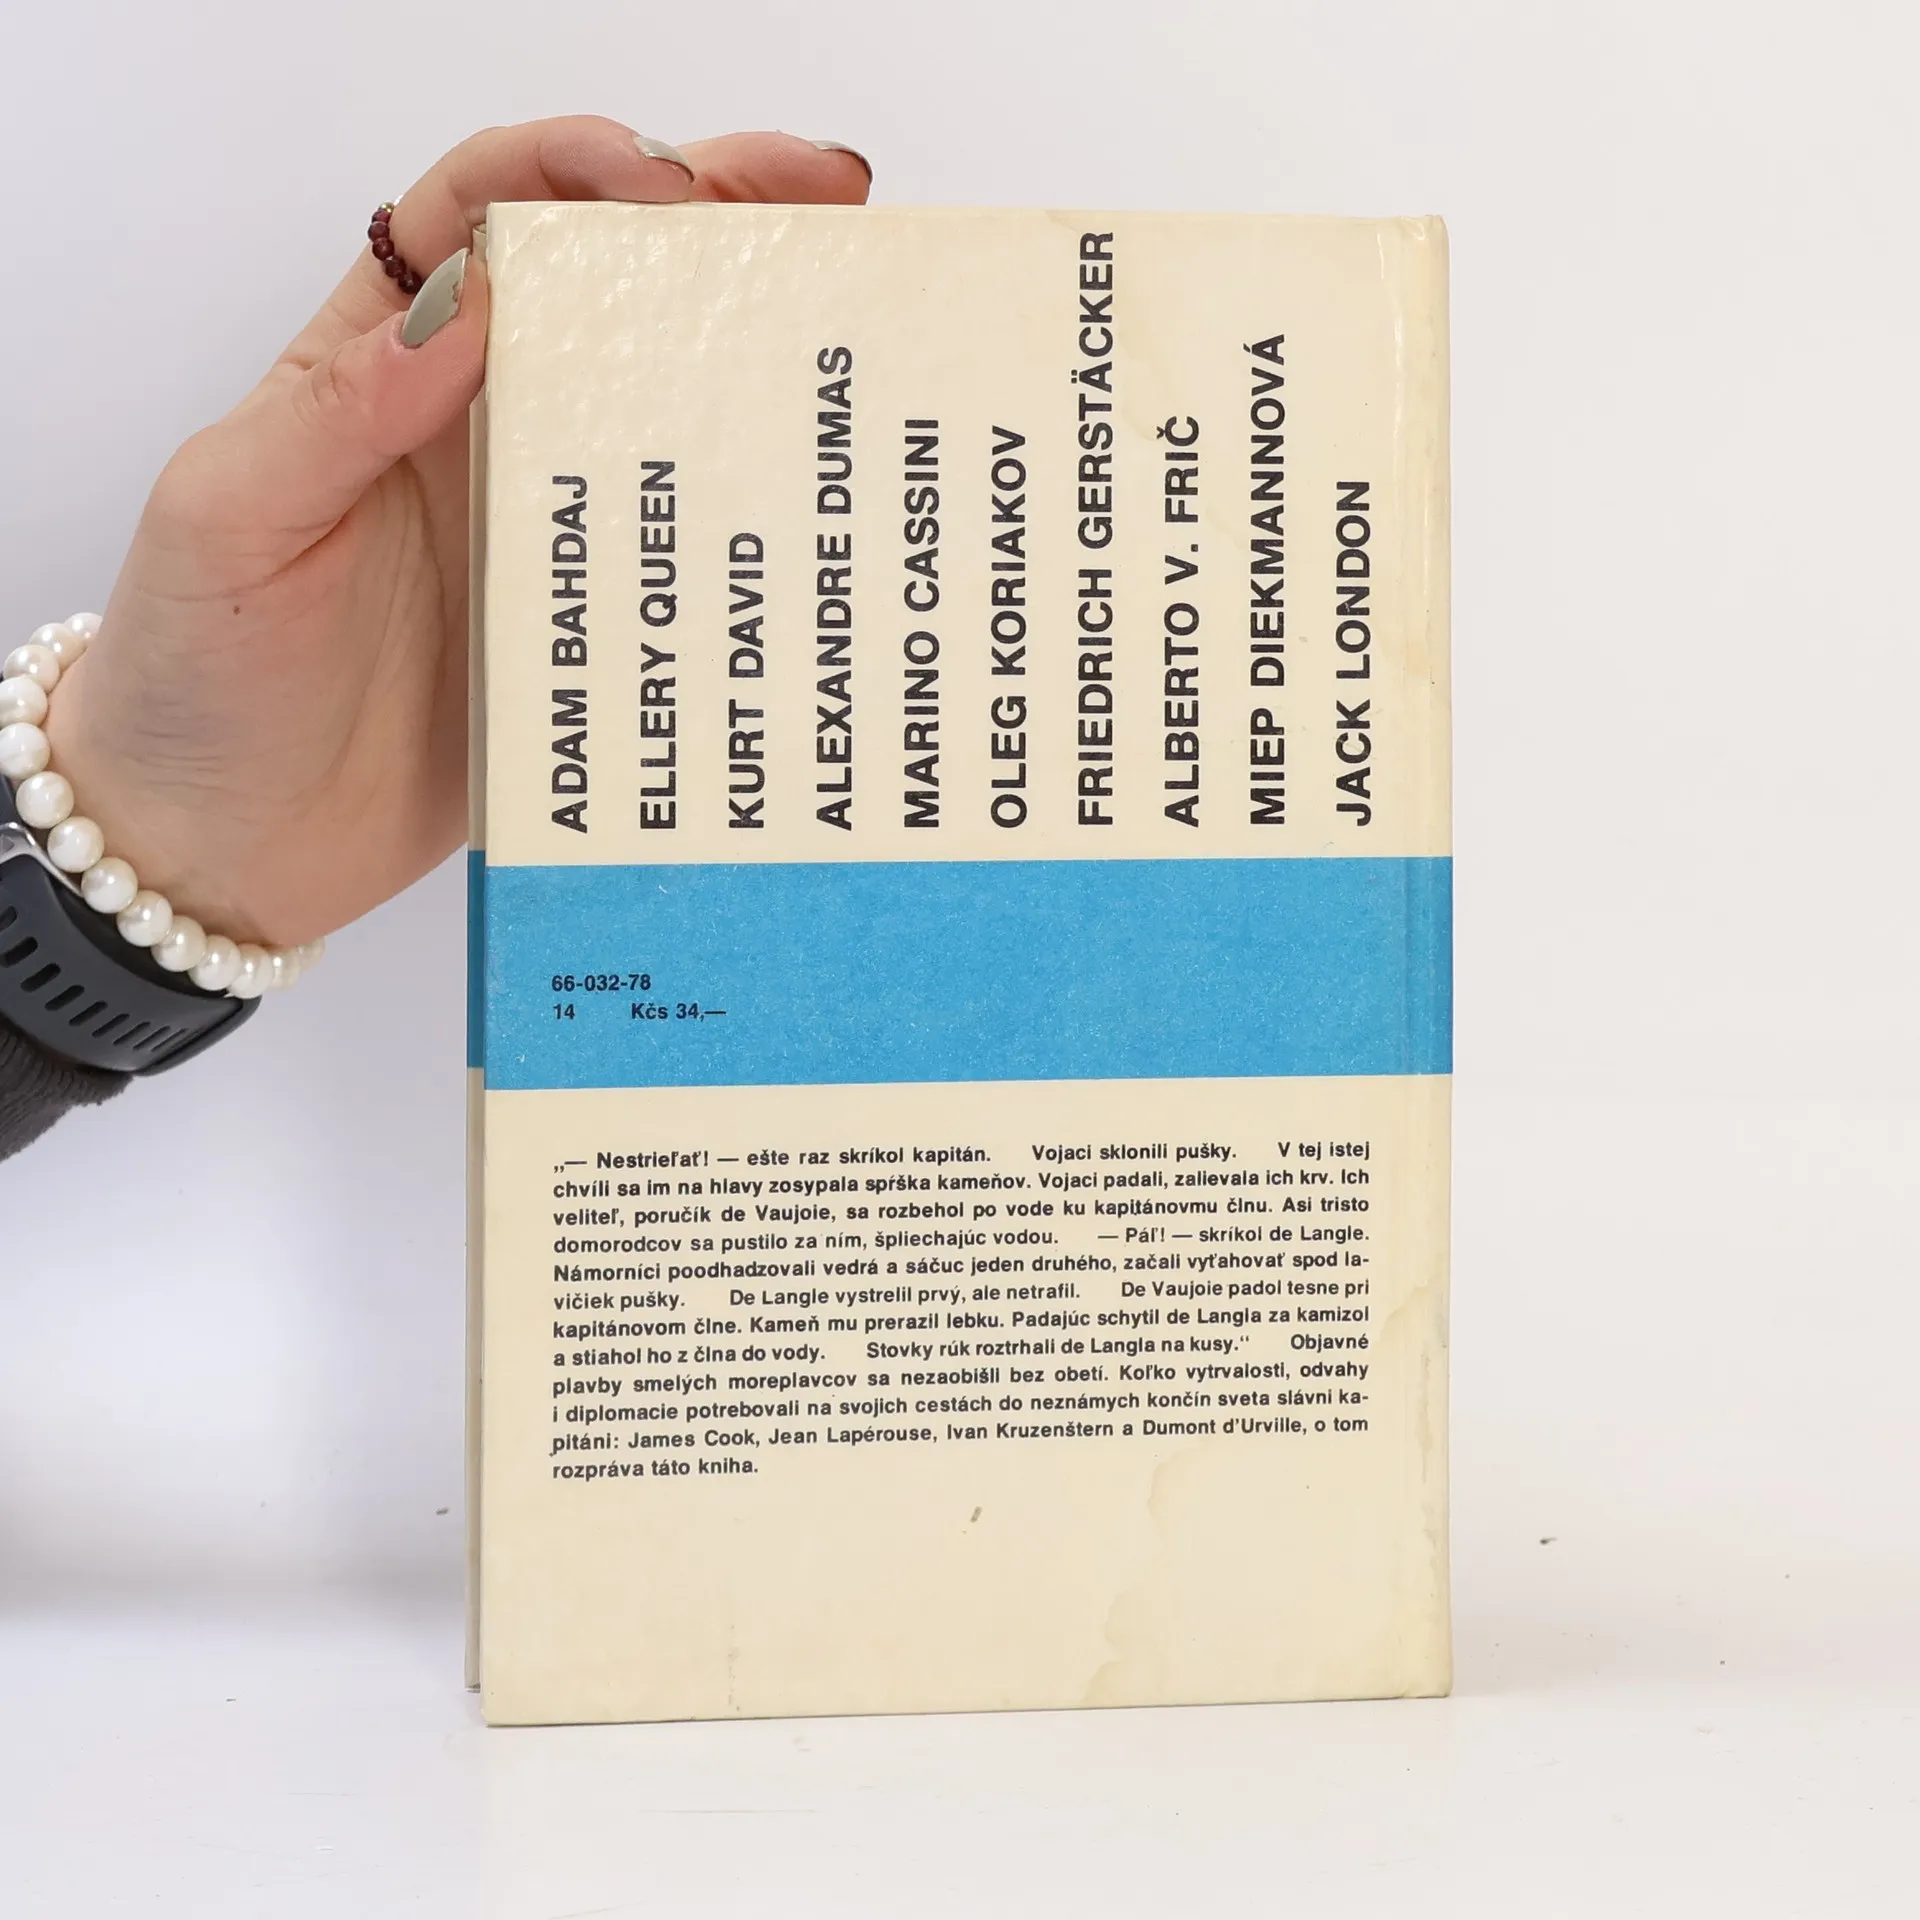 ADAM BAHDAJ
ELLERY QUEEN
KURT DAVID
ALEXANDRE DUMAS
MARINO CASSINI
OLEG KORIAKOV
FRIEDRICH GERSTÄCKER
ALBERTO V. FRIČ
MIEP DIEKMANNOVÁ
JACK LONDON
66-032-78
14 Kčs 34,—
„— Nestrieľať! — ešte raz skríkol kapitán. Vojaci sklonili pušky. V tej istej
chvíli sa im na hlavy zosypala spŕška kameňov. Vojaci padali, zalievala ich krv. Ich
veliteľ, poručík de Vaujoie, sa rozbehol po vode ku kapitánovmu člnu. Asi tristo
domorodcov sa pustilo za ním, špliechajúc vodou. — Páľ! — skríkol de Langle.
Námorníci poodhadzovali vedrá a sáčuc jeden druhého, začali vyťahovať spod la-
vičiek pušky. De Langle vystrelil prvý, ale netrafil. De Vaujoie padol tesne pri
kapitánovom člne. Kameň mu prerazil lebku. Padajúc schytil de Langla za kamizol
a stiahol ho z člna do vody. Stovky rúk roztrhali de Langla na kusy.“ Objavné
plavby smelých moreplavcov sa nezaobišli bez obetí. Koľko vytrvalosti, odvahy
i diplomacie potrebovali na svojich cestách do neznámych končín sveta slávni ka-
pitáni: James Cook, Jean Lapérouse, Ivan Kruzenštern a Dumont d'Urville, o tom
rozpráva táto kniha.